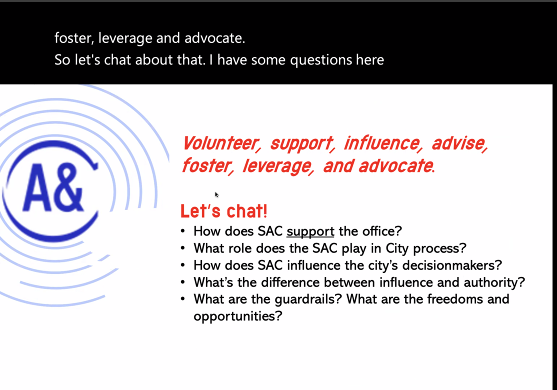 foster, leverage and advocate.
So let's chat about that. I have some questions here
A&
Volunteer, support, influence, advise,
foster, leverage, and advocate.
Let's chat!
• How does SAC support the office?
• What role does the SAC play in City process?
• How does SAC influence the city's decisionmakers?
• What's the difference between influence and authority?
• What are the guardrails? What are the freedoms and
opportunities?